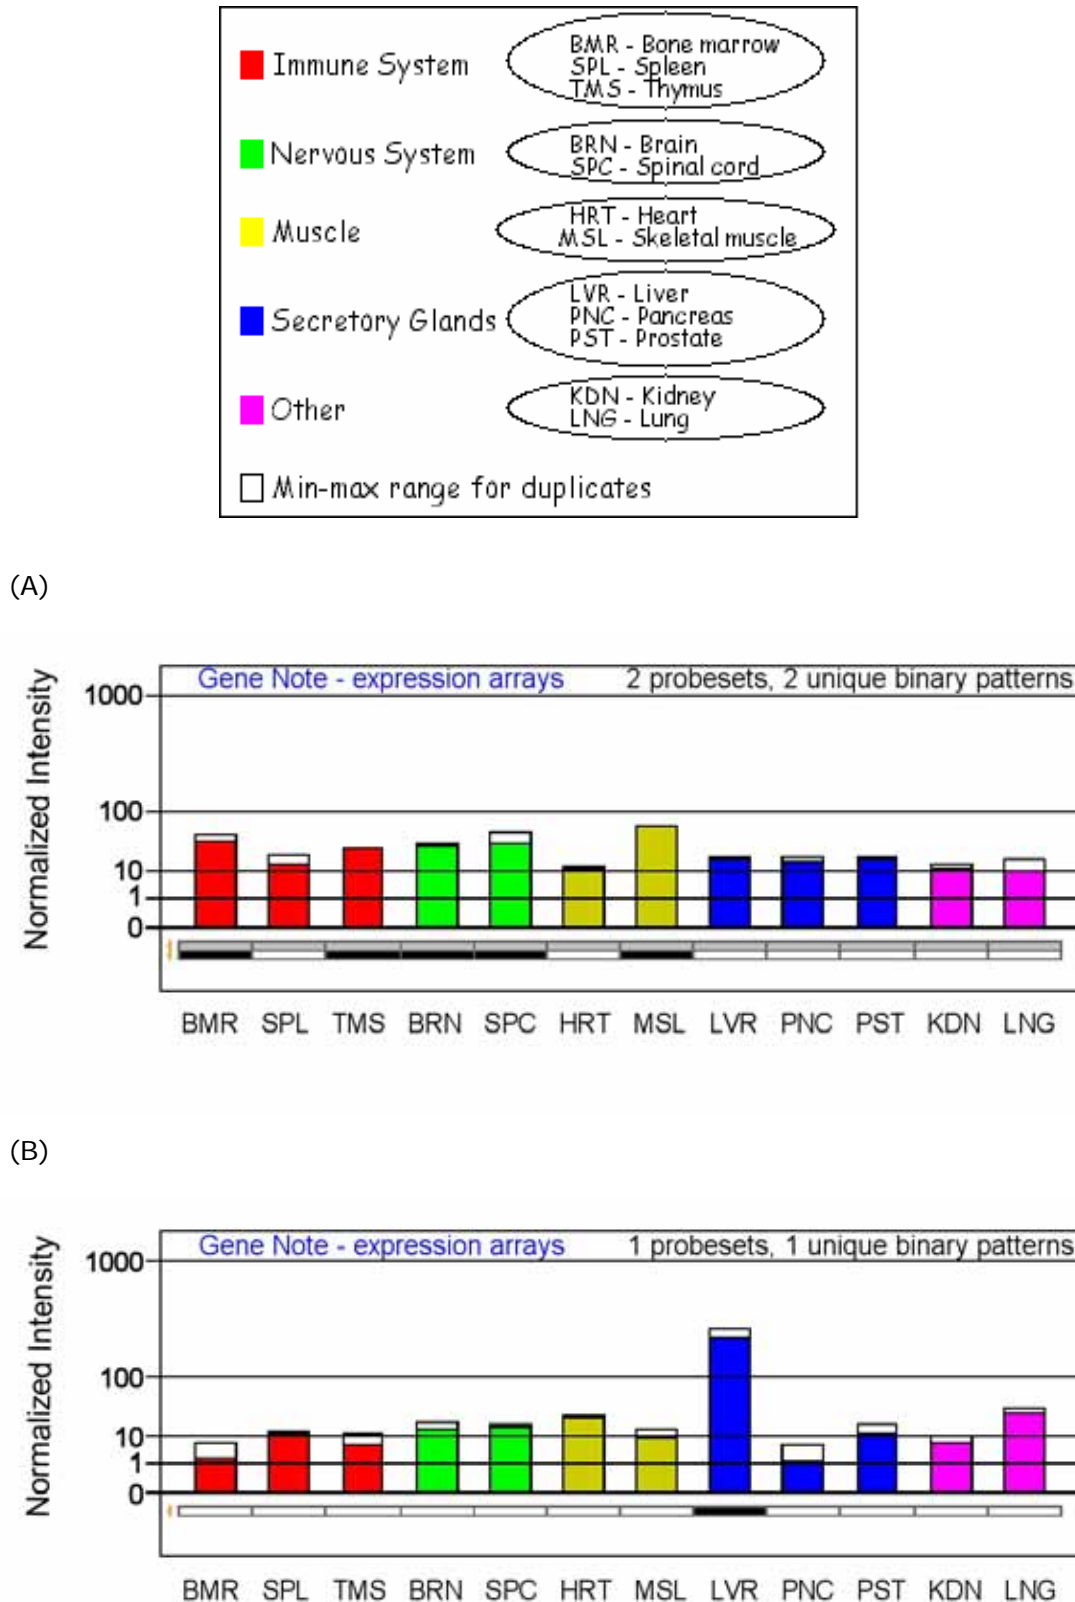 Immune System
BMR - Bone marrow
SPL - Spleen
TMS - Thymus
Nervous System
BRN - Brain
SPC - Spinal cord
Muscle
HRT - Heart
MSL - Skeletal muscle
Secretory Glands
LVR - Liver
PNC - Pancreas
PST - Prostate
Other
KDN - Kidney
LNG - Lung
Min-max range for duplicates
(A)
Gene Note - expression arrays 2 probesets, 2 unique binary patterns
Normalized Intensity
1000
100
10
1
0
BMR SPL TMS BRN SPC HRT MSL LVR PNC PST KDN LNG
(B)
Gene Note - expression arrays 1 probesets, 1 unique binary patterns
Normalized Intensity
1000
100
10
1
0
BMR SPL TMS BRN SPC HRT MSL LVR PNC PST KDN LNG